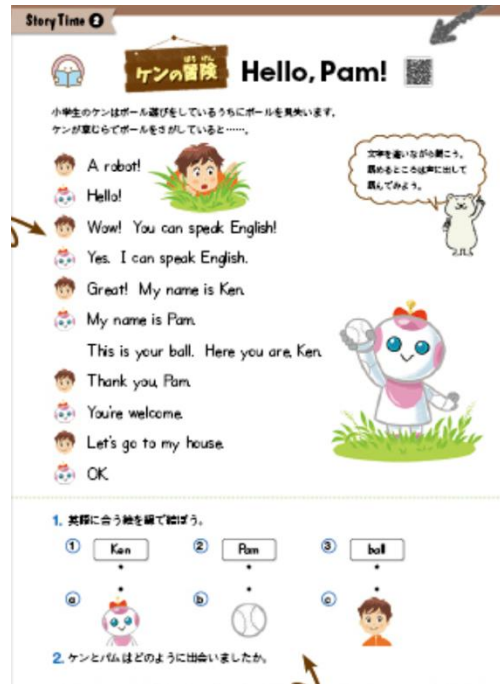 Story Time 2
ケンの冒険 Hello, Pam!
ぼう けん
小学生のケンはボール遊びをしているうちにボールを見失います。
ケンが草むらでボールをさがしていると……。
文字を追いながら聞こう。
読めるところは声に出して
読んでみよう。
A robot!
Hello!
Wow! You can speak English!
Yes. I can speak English.
Great! My name is Ken.
My name is Pam.
This is your ball. Here you are, Ken.
Thank you, Pam.
You're welcome.
Let's go to my house.
OK.
1. 英語に合う絵を線で結ぼう。
① Ken ② Pam ③ ball
ⓐ ⓑ ⓒ
2. ケンとパムはどのように出会いましたか。